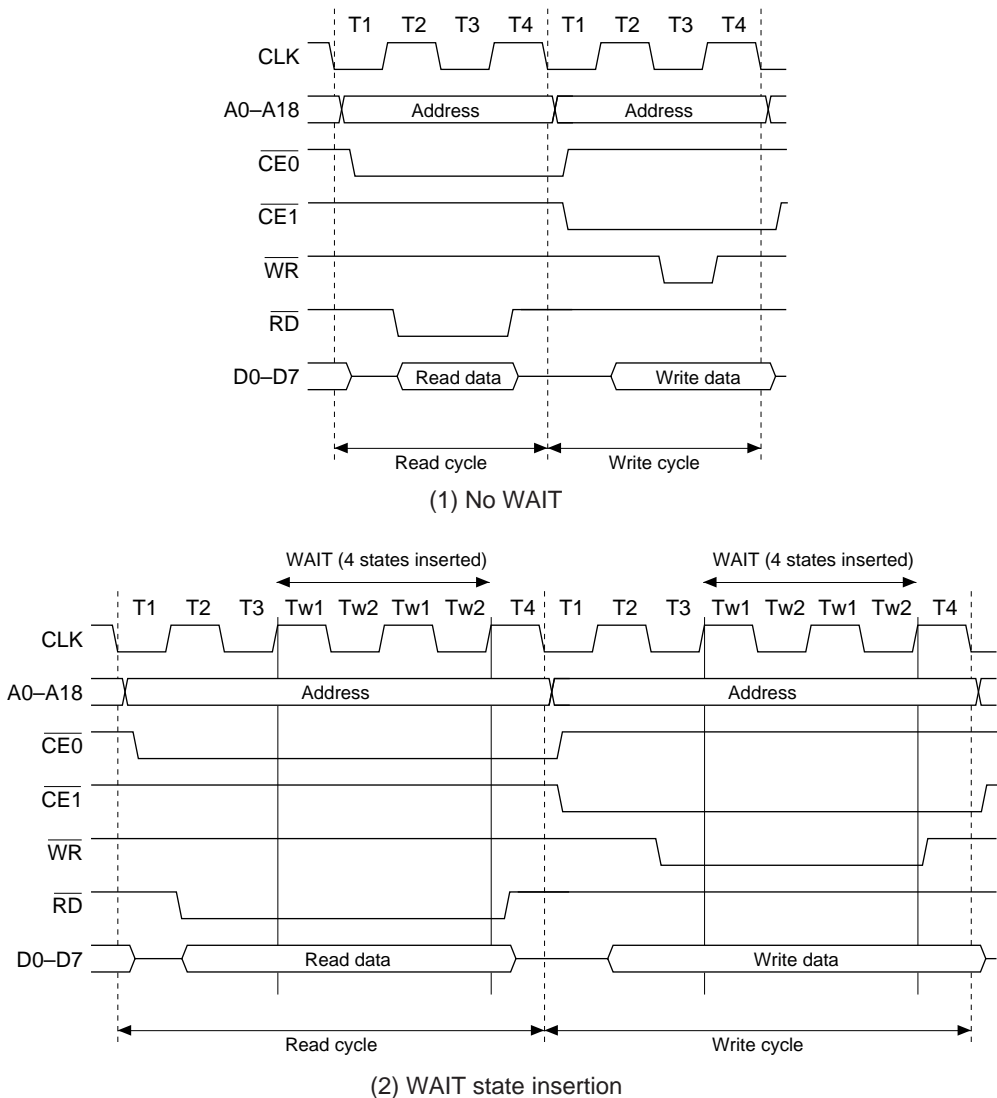 T1 T2 T3 T4 T1 T2 T3 T4
CLK
A0–A18 Address Address
CE0
CE1
WR
RD
D0–D7 Read data Write data
Read cycle Write cycle
(1) No WAIT
WAIT (4 states inserted) WAIT (4 states inserted)
T1 T2 T3 Tw1 Tw2 Tw1 Tw2 T4 T1 T2 T3 Tw1 Tw2 Tw1 Tw2 T4
CLK
A0–A18 Address Address
CE0
CE1
WR
RD
D0–D7 Read data Write data
Read cycle Write cycle
(2) WAIT state insertion